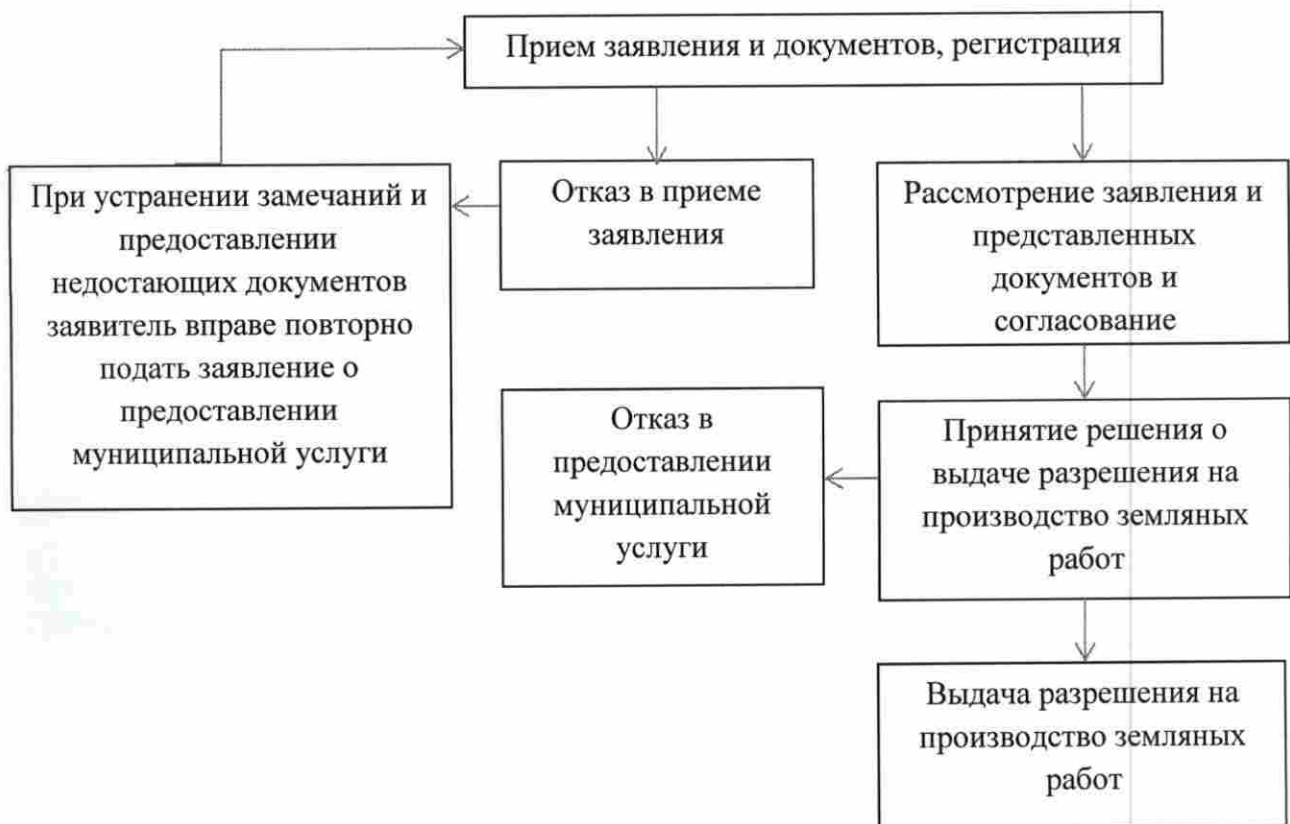 Прием заявления и документов, регистрация
При устранении замечаний и
предоставлении
недостающих документов
заявитель вправе повторно
подать заявление о
предоставлении
муниципальной услуги
Отказ в приеме
заявления
Рассмотрение заявления и
представленных
документов и
согласование
Отказ в
предоставлении
муниципальной
услуги
Принятие решения о
выдаче разрешения на
производство земляных
работ
Выдача разрешения на
производство земляных
работ